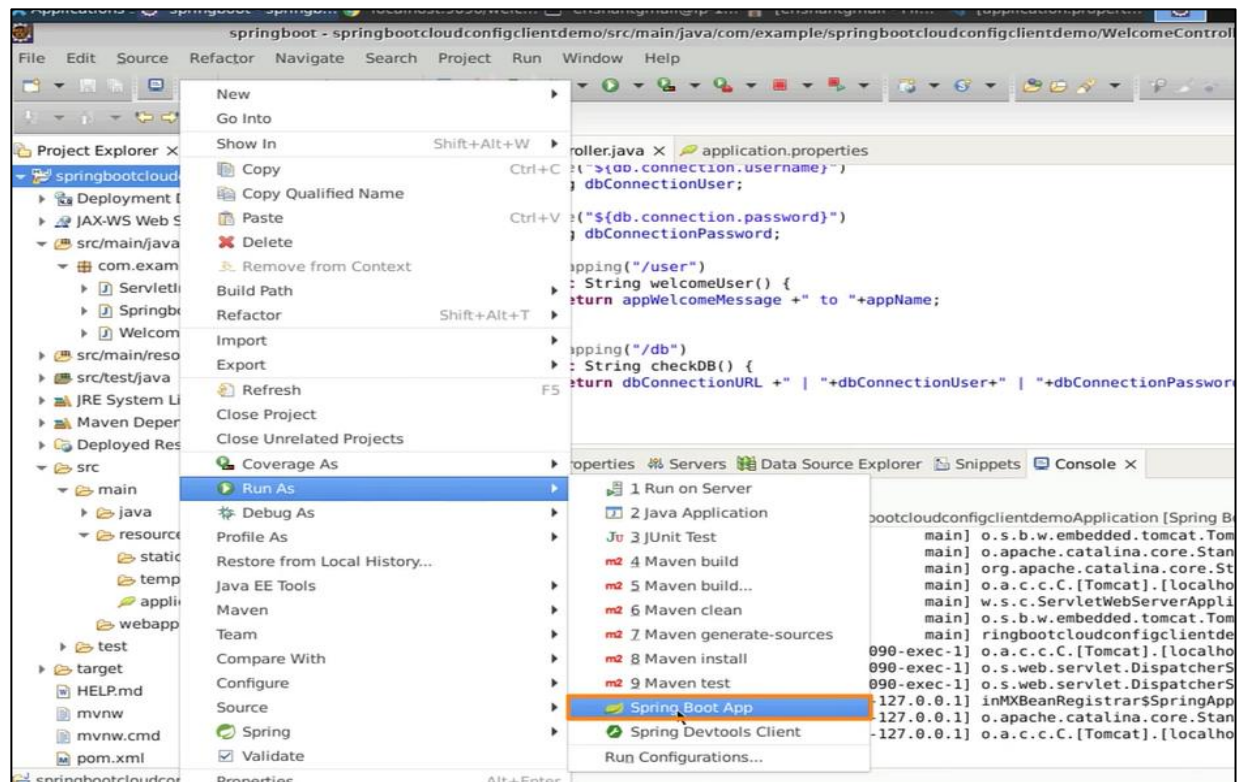 springboot - springbootcloudconfigclientdemo/src/main/java/com/example/springbootcloudconfigclientdemo/WelcomeControll
File Edit Source Refactor Navigate Search Project Run Window Help
Project Explorer
springbootcloud
Deployment
JAX-WS Web S
src/main/java
com.exam
ServletI
Springb
Welcom
src/main/reso
src/test/java
JRE System Li
Maven Deper
Deployed Res
src
main
java
resource
static
temp
appli
webapp
test
target
HELP.md
mvnw
mvnw.cmd
pom.xml
springbootcloudcor
New
Go Into
Show In Shift+Alt+W
Copy Ctrl+C
Copy Qualified Name
Paste Ctrl+V
Delete
Remove from Context
Build Path
Refactor Shift+Alt+T
Import
Export
Refresh F5
Close Project
Close Unrelated Projects
Coverage As
Run As
Debug As
Profile As
Restore from Local History...
Java EE Tools
Maven
Team
Compare With
Configure
Source
Spring
Validate
Properties Alt+Enter
1 Run on Server
2 Java Application
Ju 3 JUnit Test
m2 4 Maven build
m2 5 Maven build...
m2 6 Maven clean
m2 7 Maven generate-sources
m2 8 Maven install
m2 9 Maven test
Spring Boot App
Spring Devtools Client
Run Configurations...
roller.java application.properties
("${db.connection.username}")
dbConnectionUser;
("${db.connection.password}")
dbConnectionPassword;
apping("/user")
String welcomeUser() {
eturn appWelcomeMessage +" to "+appName;
apping("/db")
String checkDB() {
eturn dbConnectionURL +" | "+dbConnectionUser+" | "+dbConnectionPasswor
roperties Servers Data Source Explorer Snippets Console
bootcloudconfigclientdemoApplication [Spring B
main] o.s.b.w.embedded.tomcat.Tom
main] o.apache.catalina.core.Stan
main] org.apache.catalina.core.St
main] o.a.c.c.C.[Tomcat].[localho
main] w.s.c.ServletWebServerAppli
main] o.s.b.w.embedded.tomcat.Tom
main] ringbootcloudconfigclientde
090-exec-1] o.a.c.c.C.[Tomcat].[localho
090-exec-1] o.s.web.servlet.DispatcherS
090-exec-1] o.s.web.servlet.DispatcherS
-127.0.0.1] inMXBeanRegistrar$SpringApp
-127.0.0.1] o.apache.catalina.core.Stan
-127.0.0.1] o.a.c.c.C.[Tomcat].[localho